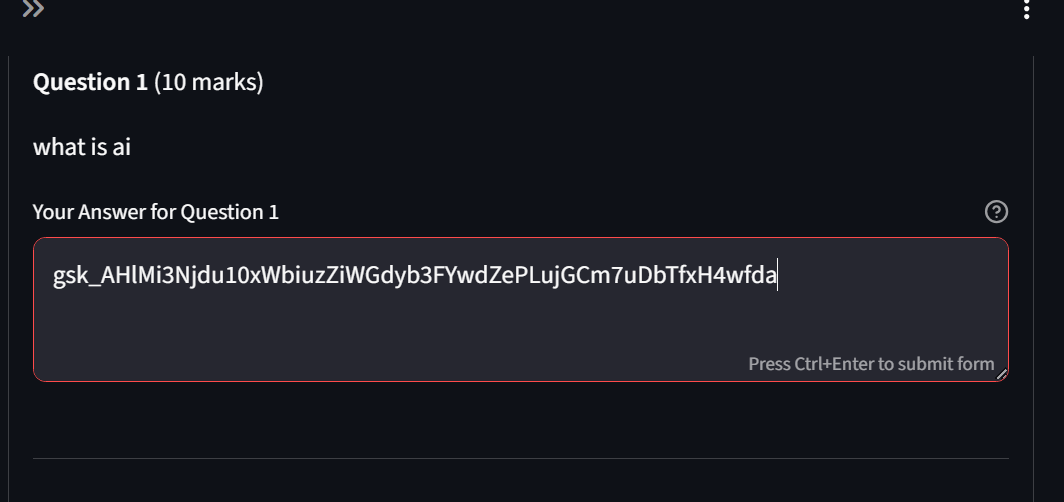 Question 1 (10 marks)
what is ai
Your Answer for Question 1
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
Press Ctrl+Enter to submit form